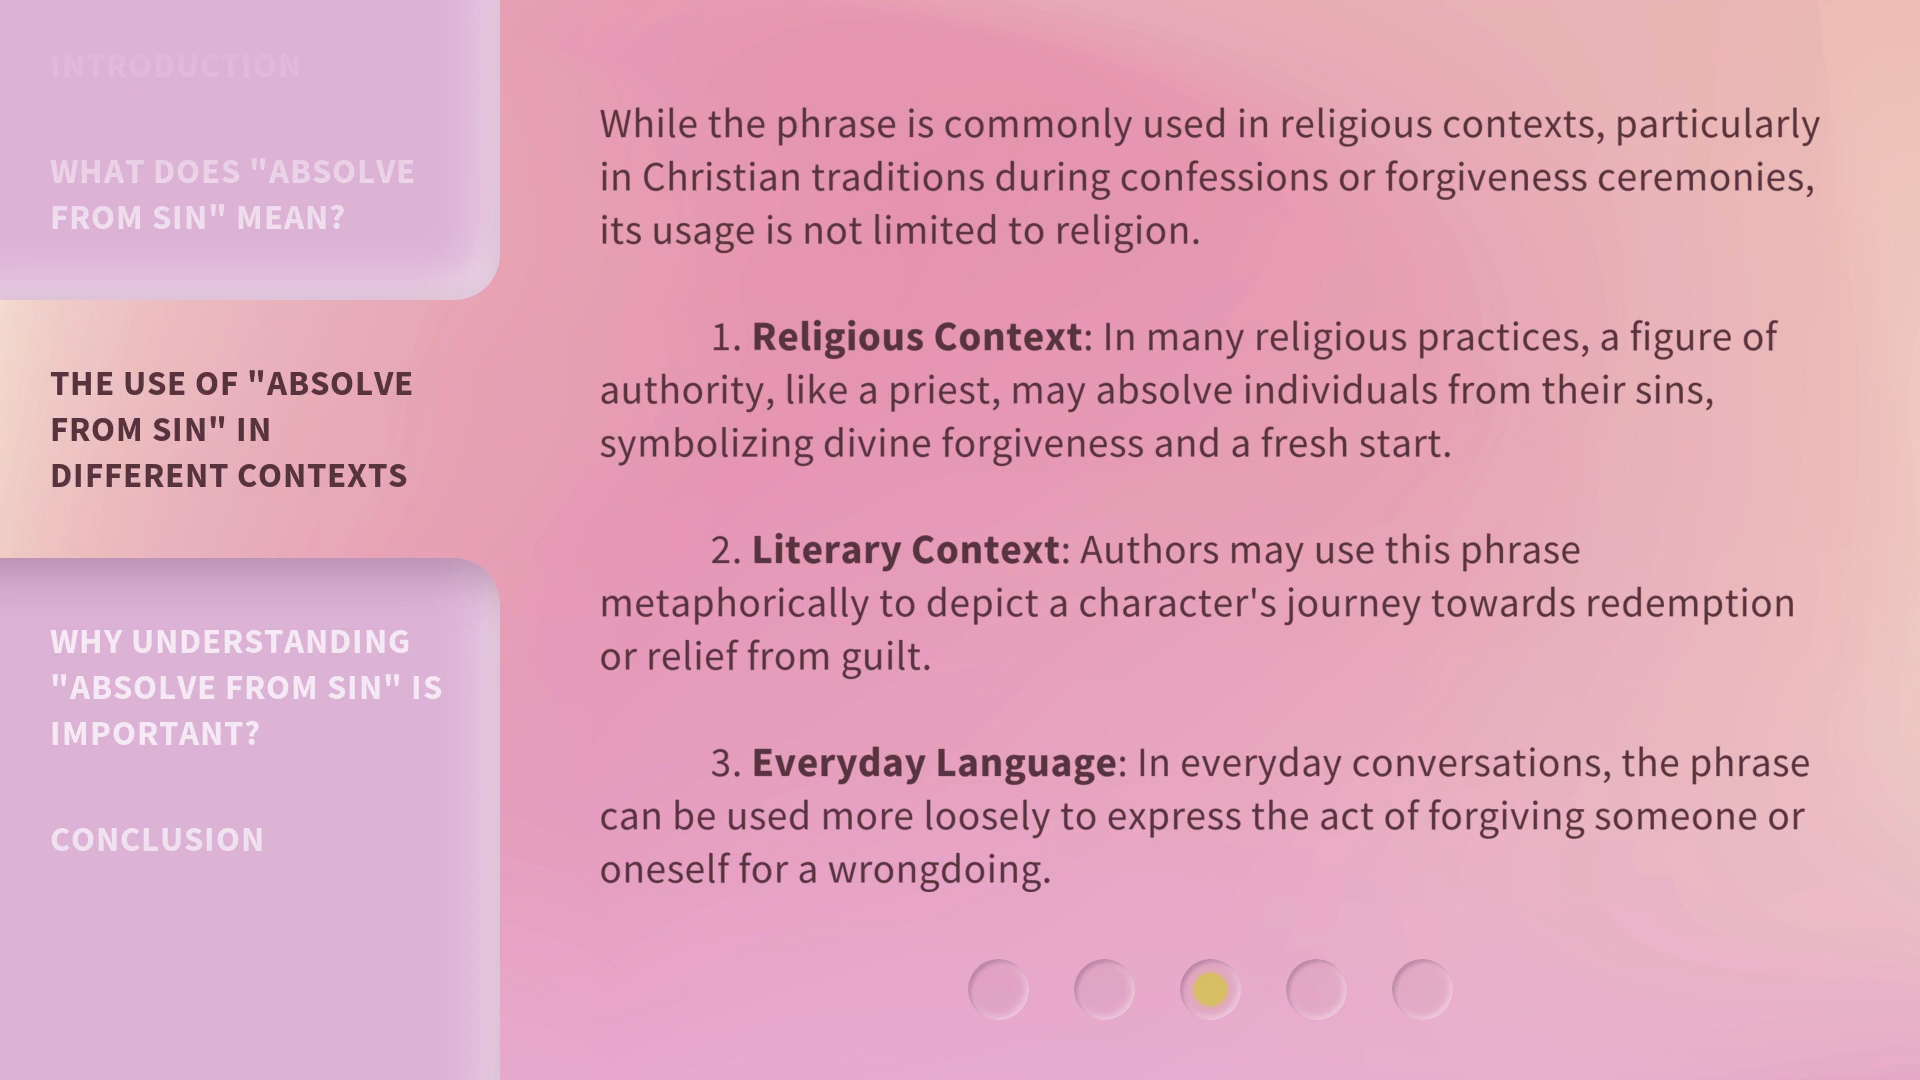 INTRODUCTION
WHAT DOES "ABSOLVE
FROM SIN" MEAN?
THE USE OF "ABSOLVE
FROM SIN" IN
DIFFERENT CONTEXTS
WHY UNDERSTANDING
"ABSOLVE FROM SIN" IS
IMPORTANT?
CONCLUSION
While the phrase is commonly used in religious contexts, particularly
in Christian traditions during confessions or forgiveness ceremonies,
its usage is not limited to religion.
1. Religious Context: In many religious practices, a figure of
authority, like a priest, may absolve individuals from their sins,
symbolizing divine forgiveness and a fresh start.
2. Literary Context: Authors may use this phrase
metaphorically to depict a character's journey towards redemption
or relief from guilt.
3. Everyday Language: In everyday conversations, the phrase
can be used more loosely to express the act of forgiving someone or
oneself for a wrongdoing.